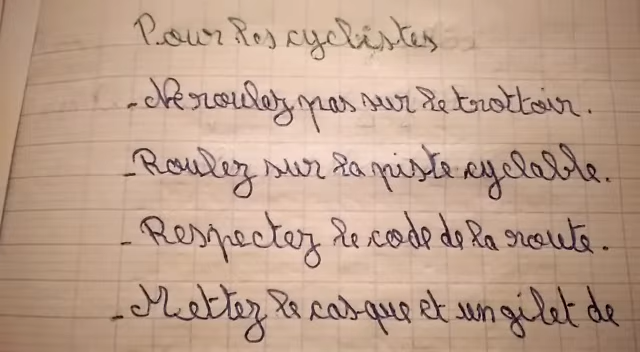 Pour les cyclistes
- Ne roulez pas sur le trottoir.
- Roulez sur la piste cyclable.
- Respectez le code de la route.
- Mettez le casque et un gilet de